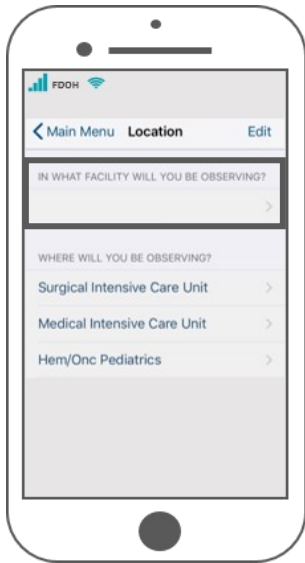 FDOH
Main Menu Location Edit
IN WHAT FACILITY WILL YOU BE OBSERVING?
WHERE WILL YOU BE OBSERVING?
Surgical Intensive Care Unit
Medical Intensive Care Unit
Hem/Onc Pediatrics